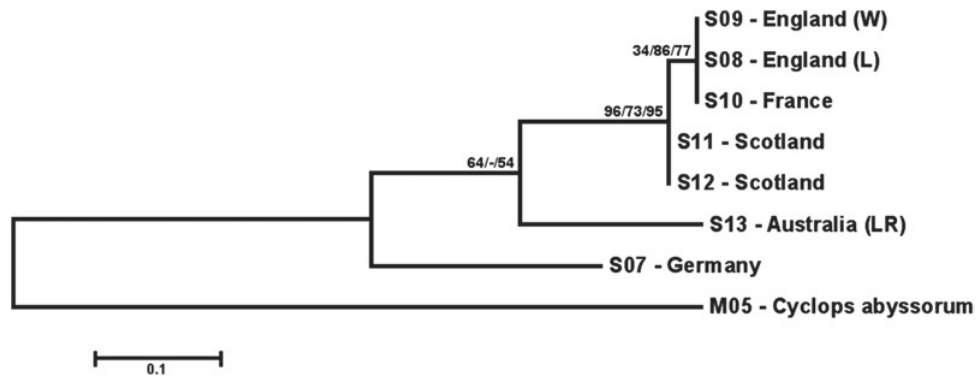 S09 - England (W)
34/86/77
S08 - England (L)
S10 - France
96/73/95
S11 - Scotland
64/-/54
S12 - Scotland
S13 - Australia (LR)
S07 - Germany
M05 - Cyclops abyssorum
0.1